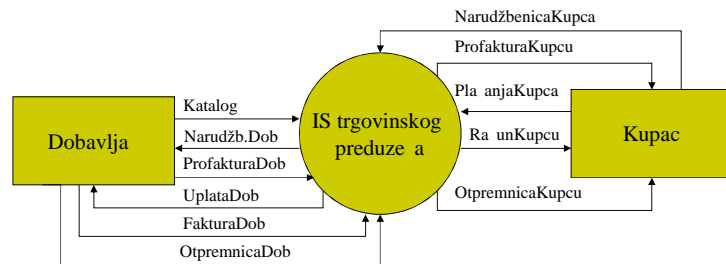 NarudžbenicaKupca
ProfakturaKupcu
Katalog
Pla anjaKupca
IS trgovinskog
preduze a
Dobavlja
Narudžb.Dob
Ra unKupcu
Kupac
ProfakturaDob
UplataDob
OtpremnicaKupcu
FakturaDob
OtpremnicaDob